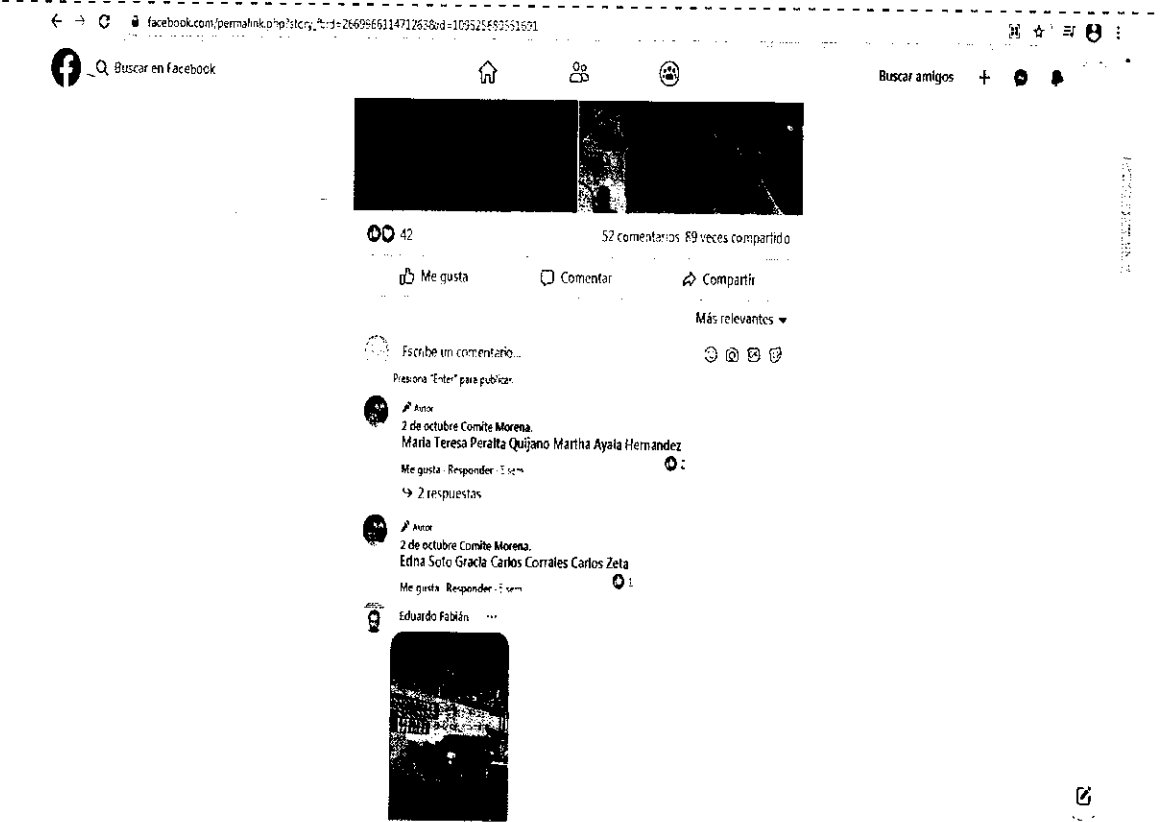 Buscar en Facebook
Buscar amigos
42
52 comentarios 89 veces compartido
Me gusta
Comentar
Compartir
Más relevantes
Escribe un comentario...
Presiona "Enter" para publicar.
Autor
2 de octubre Comite Morena.
Maria Teresa Peralta Quijano Martha Ayala Hernandez
Me gusta · Responder ·
2 respuestas
Autor
2 de octubre Comite Morena.
Edna Soto Gracia Carlos Corrales Carlos Zeta
1
Me gusta Responder ·
Eduardo Fabián ...